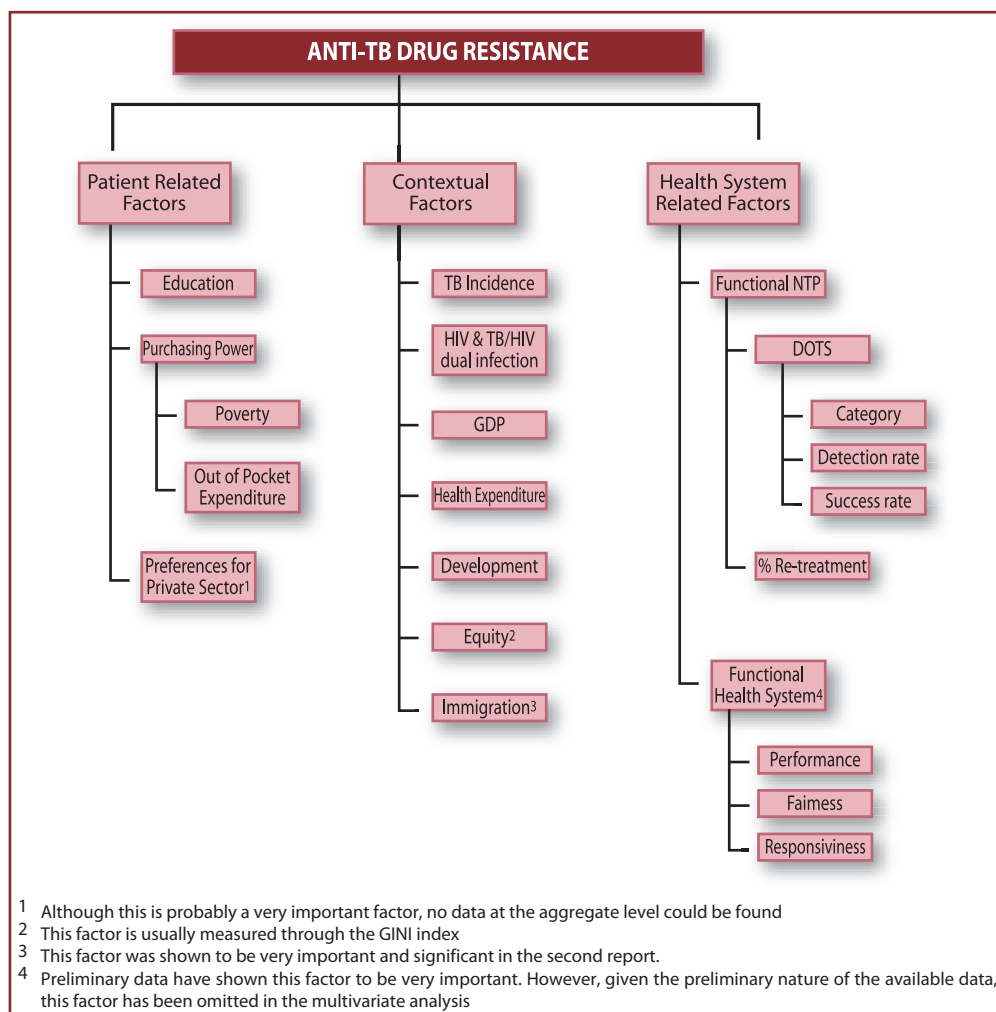 ANTI-TB DRUG RESISTANCE
Patient Related
Factors
Education
Purchasing Power
Poverty
Out of Pocket
Expenditure
Preferences for
Private Sector¹
Contextual
Factors
TB Incidence
HIV & TB/HIV
dual infection
GDP
Health Expenditure
Development
Equity²
Immigration³
Health System
Related Factors
Functional NTP
DOTS
Category
Detection rate
Success rate
% Re-treatment
Functional
Health System⁴
Performance
Faimess
Responsiviness
1 Although this is probably a very important factor, no data at the aggregate level could be found
2 This factor is usually measured through the GINI index
3 This factor was shown to be very important and significant in the second report.
4 Preliminary data have shown this factor to be very important. However, given the preliminary nature of the available data,
this factor has been omitted in the multivariate analysis